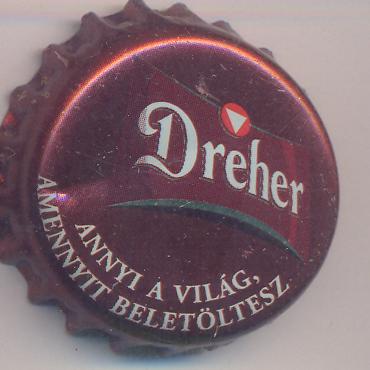 Dreher
ANNYI A VILÁG,
AMENNYIT BELETÖLTESZ